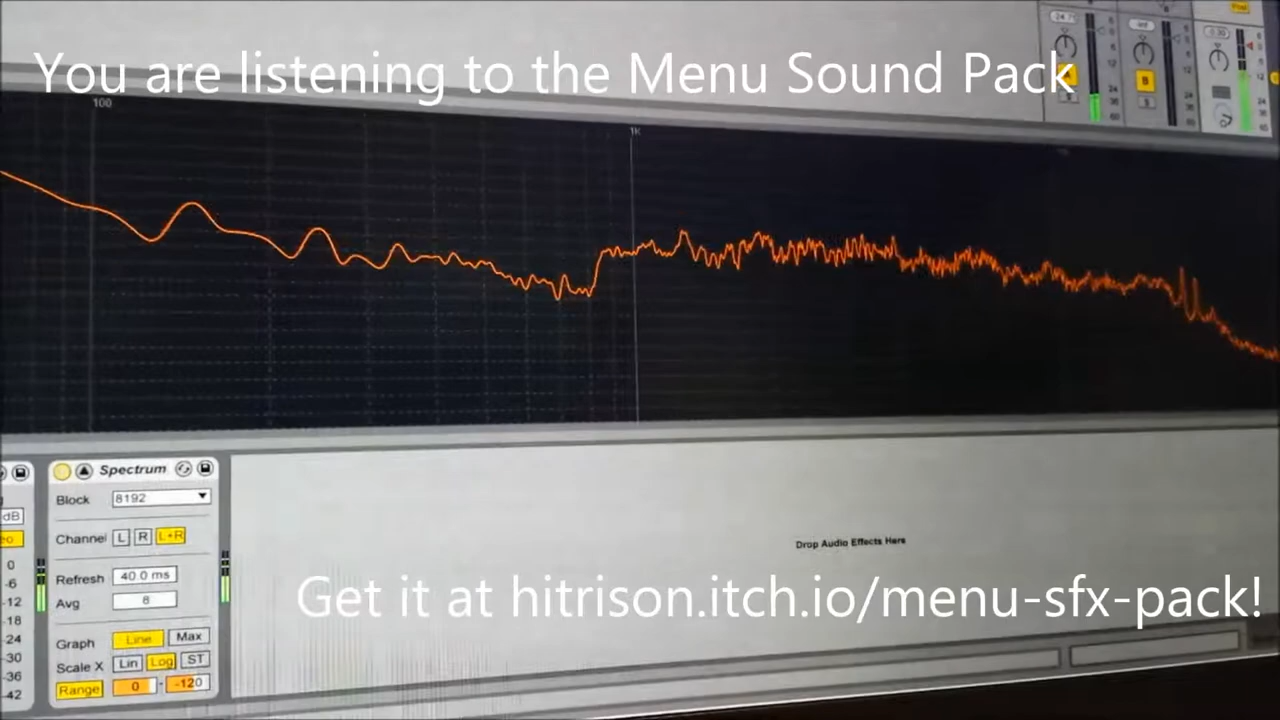 You are listening to the Menu Sound Pack
100
1K
Post
B
S
S
Spectrum
Block 8192
Channel L R L+R
Refresh 40.0 ms
Avg 8
Graph Line Max
Scale X Lin Log ST
Range 0 - -120
dB
0
-6
-12
-18
-24
-30
-36
-42
Drop Audio Effects Here
Get it at hitrison.itch.io/menu-sfx-pack!